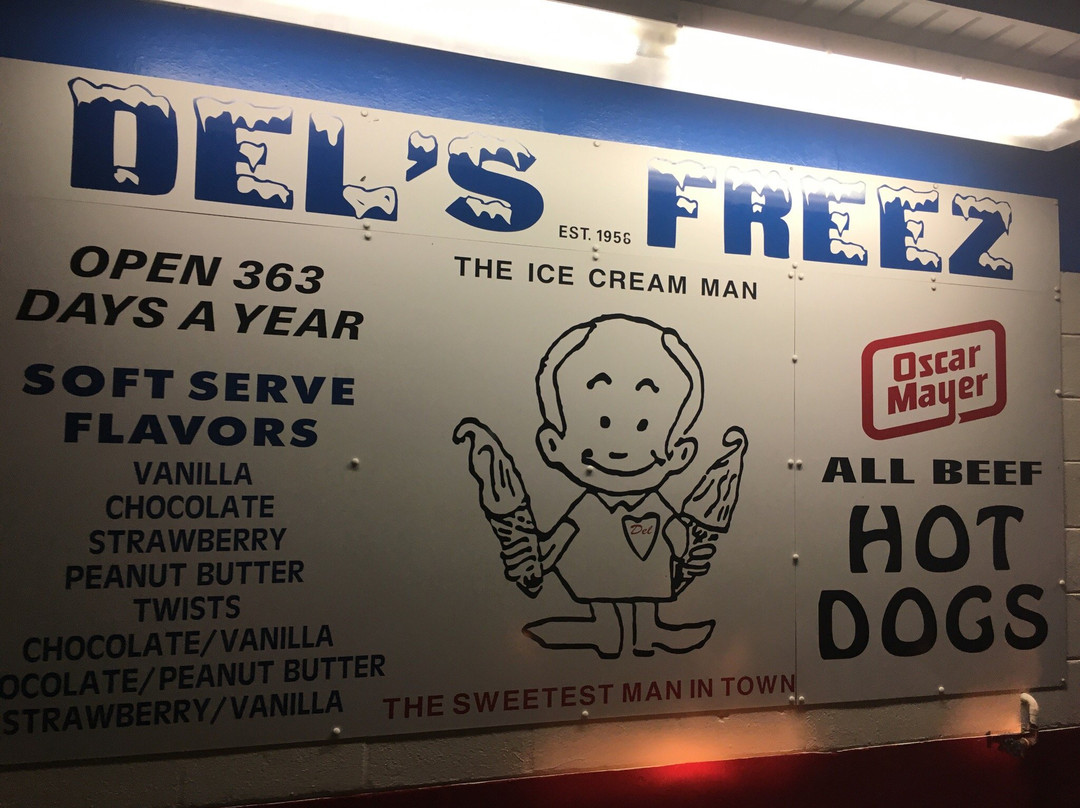 DEL'S FREEZ
EST. 1956
THE ICE CREAM MAN
OPEN 363
DAYS A YEAR
SOFT SERVE
FLAVORS
VANILLA
CHOCOLATE
STRAWBERRY
PEANUT BUTTER
TWISTS
CHOCOLATE/VANILLA
OCOLATE/PEANUT BUTTER
STRAWBERRY/VANILLA
Del
THE SWEETEST MAN IN TOWN
Oscar
Mayer
ALL BEEF
HOT
DOGS